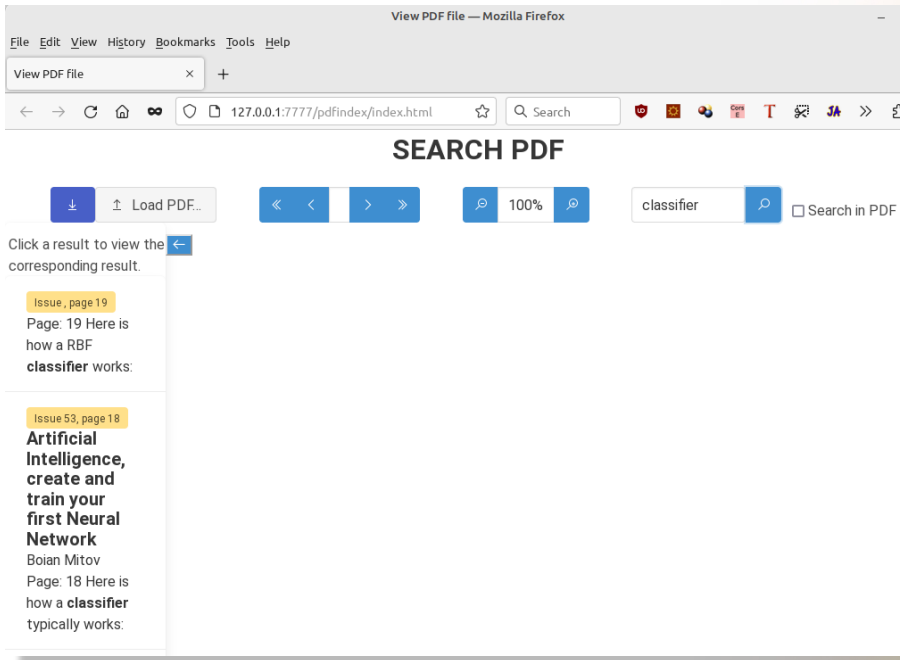 View PDF file — Mozilla Firefox
File Edit View History Bookmarks Tools Help
View PDF file
127.0.0.1:7777/pdfindex/index.html
Search
Cors
E
T
JA
SEARCH PDF
Load PDF...
100%
classifier
Search in PDF
Click a result to view the
corresponding result.
Issue , page 19
Page: 19 Here is
how a RBF
classifier works:
Issue 53, page 18
Artificial
Intelligence,
create and
train your
first Neural
Network
Boian Mitov
Page: 18 Here is
how a classifier
typically works: